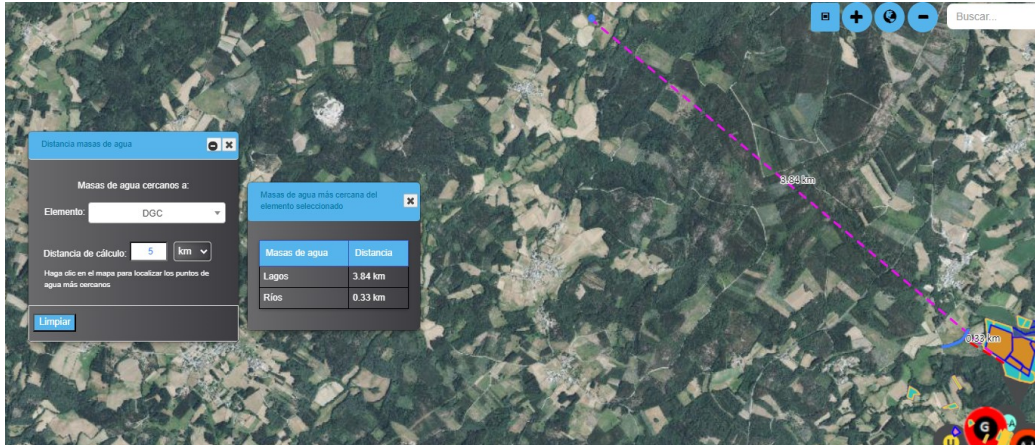 Buscar...
Distancia masas de agua
Masas de agua cercanos a:
Elemento: DGC
Distancia de cálculo: 5 km
Haga clic en el mapa para localizar los puntos de
agua más cercanos
Limpiar
Masas de agua más cercana del
elemento seleccionado
Masas de agua Distancia
Lagos 3.84 km
Ríos 0.33 km
3.84 km
0.33 km
G
A
U